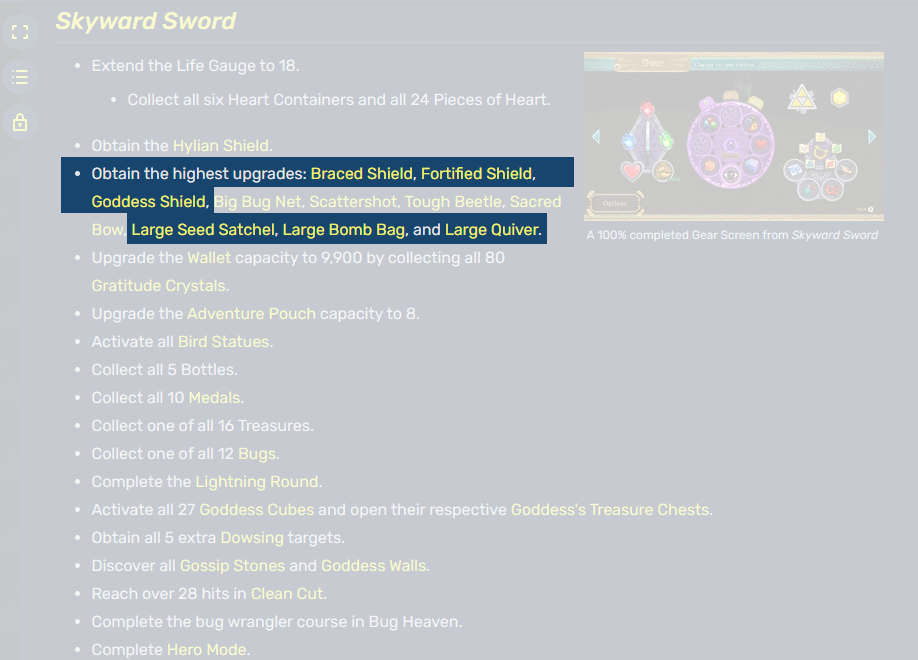 Skyward Sword
• Extend the Life Gauge to 18.
• Collect all six Heart Containers and all 24 Pieces of Heart.
• Obtain the Hylian Shield.
• Obtain the highest upgrades: Braced Shield, Fortified Shield,
Goddess Shield, Big Bug Net, Scattershot, Tough Beetle, Sacred
Bow, Large Seed Satchel, Large Bomb Bag, and Large Quiver.
• Upgrade the Wallet capacity to 9,900 by collecting all 80
Gratitude Crystals.
• Upgrade the Adventure Pouch capacity to 8.
• Activate all Bird Statues.
• Collect all 5 Bottles.
• Collect all 10 Medals.
• Collect one of all 16 Treasures.
• Collect one of all 12 Bugs.
• Complete the Lightning Round.
• Activate all 27 Goddess Cubes and open their respective Goddess's Treasure Chests.
• Obtain all 5 extra Dowsing targets.
• Discover all Gossip Stones and Goddess Walls.
• Reach over 28 hits in Clean Cut.
• Complete the bug wrangler course in Bug Heaven.
• Complete Hero Mode.
Gear
Options
A 100% completed Gear Screen from Skyward Sword